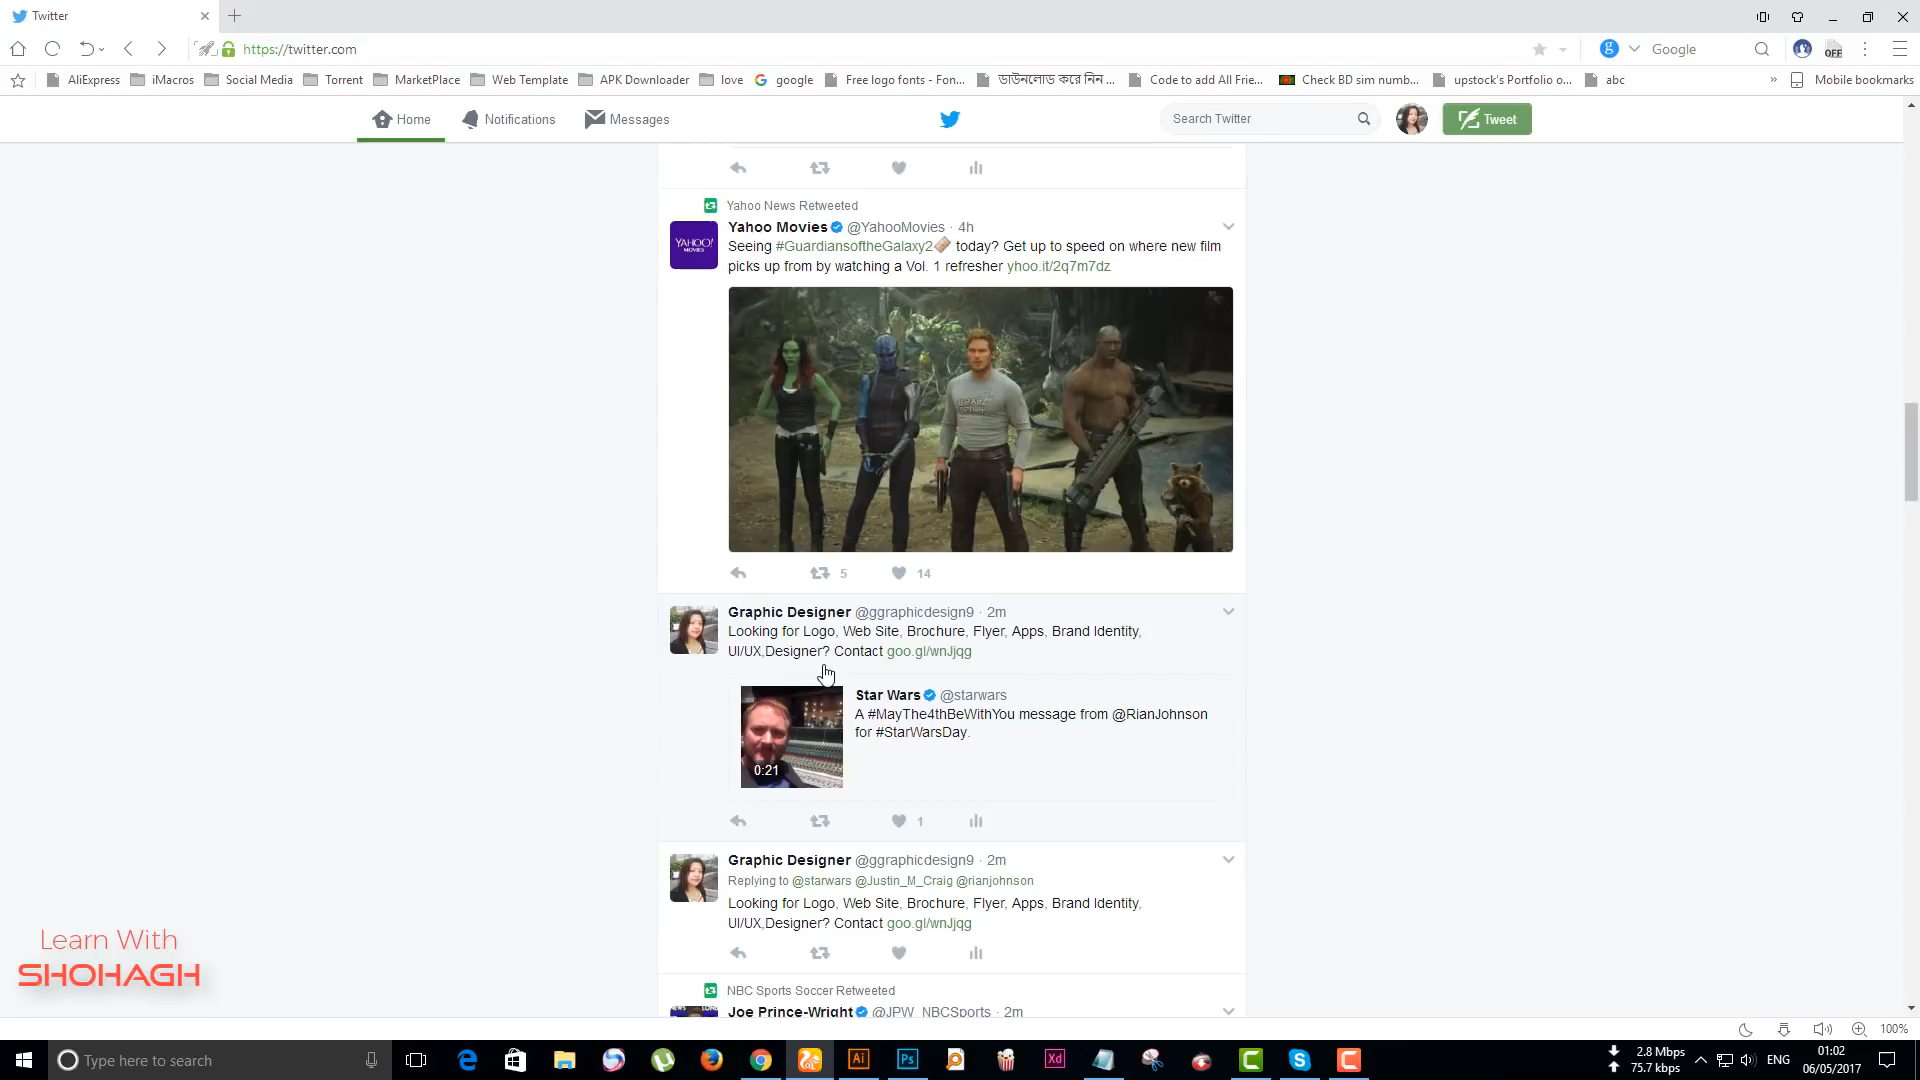 Twitter
https://twitter.com
Google
OFF
AliExpress
iMacros
Social Media
Torrent
MarketPlace
Web Template
APK Downloader
love
google
Free logo fonts - Fon...
ডাউনলোড করে নিন ...
Code to add All Frie...
Check BD sim numb...
upstock's Portfolio o...
abc
»
Mobile bookmarks
Home
Notifications
Messages
Search Twitter
Tweet
Yahoo News Retweeted
YAHOO!
MOVIES
Yahoo Movies @YahooMovies · 4h
Seeing #GuardiansoftheGalaxy2 today? Get up to speed on where new film
picks up from by watching a Vol. 1 refresher yhoo.it/2q7m7dz
5
14
Graphic Designer @ggraphicdesign9 · 2m
Looking for Logo, Web Site, Brochure, Flyer, Apps, Brand Identity,
UI/UX,Designer? Contact goo.gl/wnJjqg
Star Wars @starwars
A #MayThe4thBeWithYou message from @RianJohnson
for #StarWarsDay.
0:21
1
Graphic Designer @ggraphicdesign9 · 2m
Replying to @starwars @Justin_M_Craig @rianjohnson
Looking for Logo, Web Site, Brochure, Flyer, Apps, Brand Identity,
UI/UX,Designer? Contact goo.gl/wnJjqg
NBC Sports Soccer Retweeted
Joe Prince-Wright @JPW_NBCSports · 2m
Learn With
SHOHAGH
100%
Type here to search
Ai
Ps
Xd
2.8 Mbps
75.7 kbps
ENG
01:02
06/05/2017